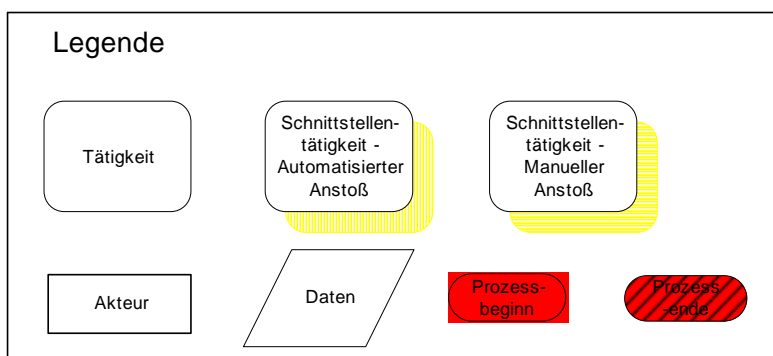 Legende
Tätigkeit
Schnittstellen-
tätigkeit -
Automatisierter
Anstoß
Schnittstellen-
tätigkeit -
Manueller
Anstoß
Akteur
Daten
Prozess-
beginn
Prozess
-ende